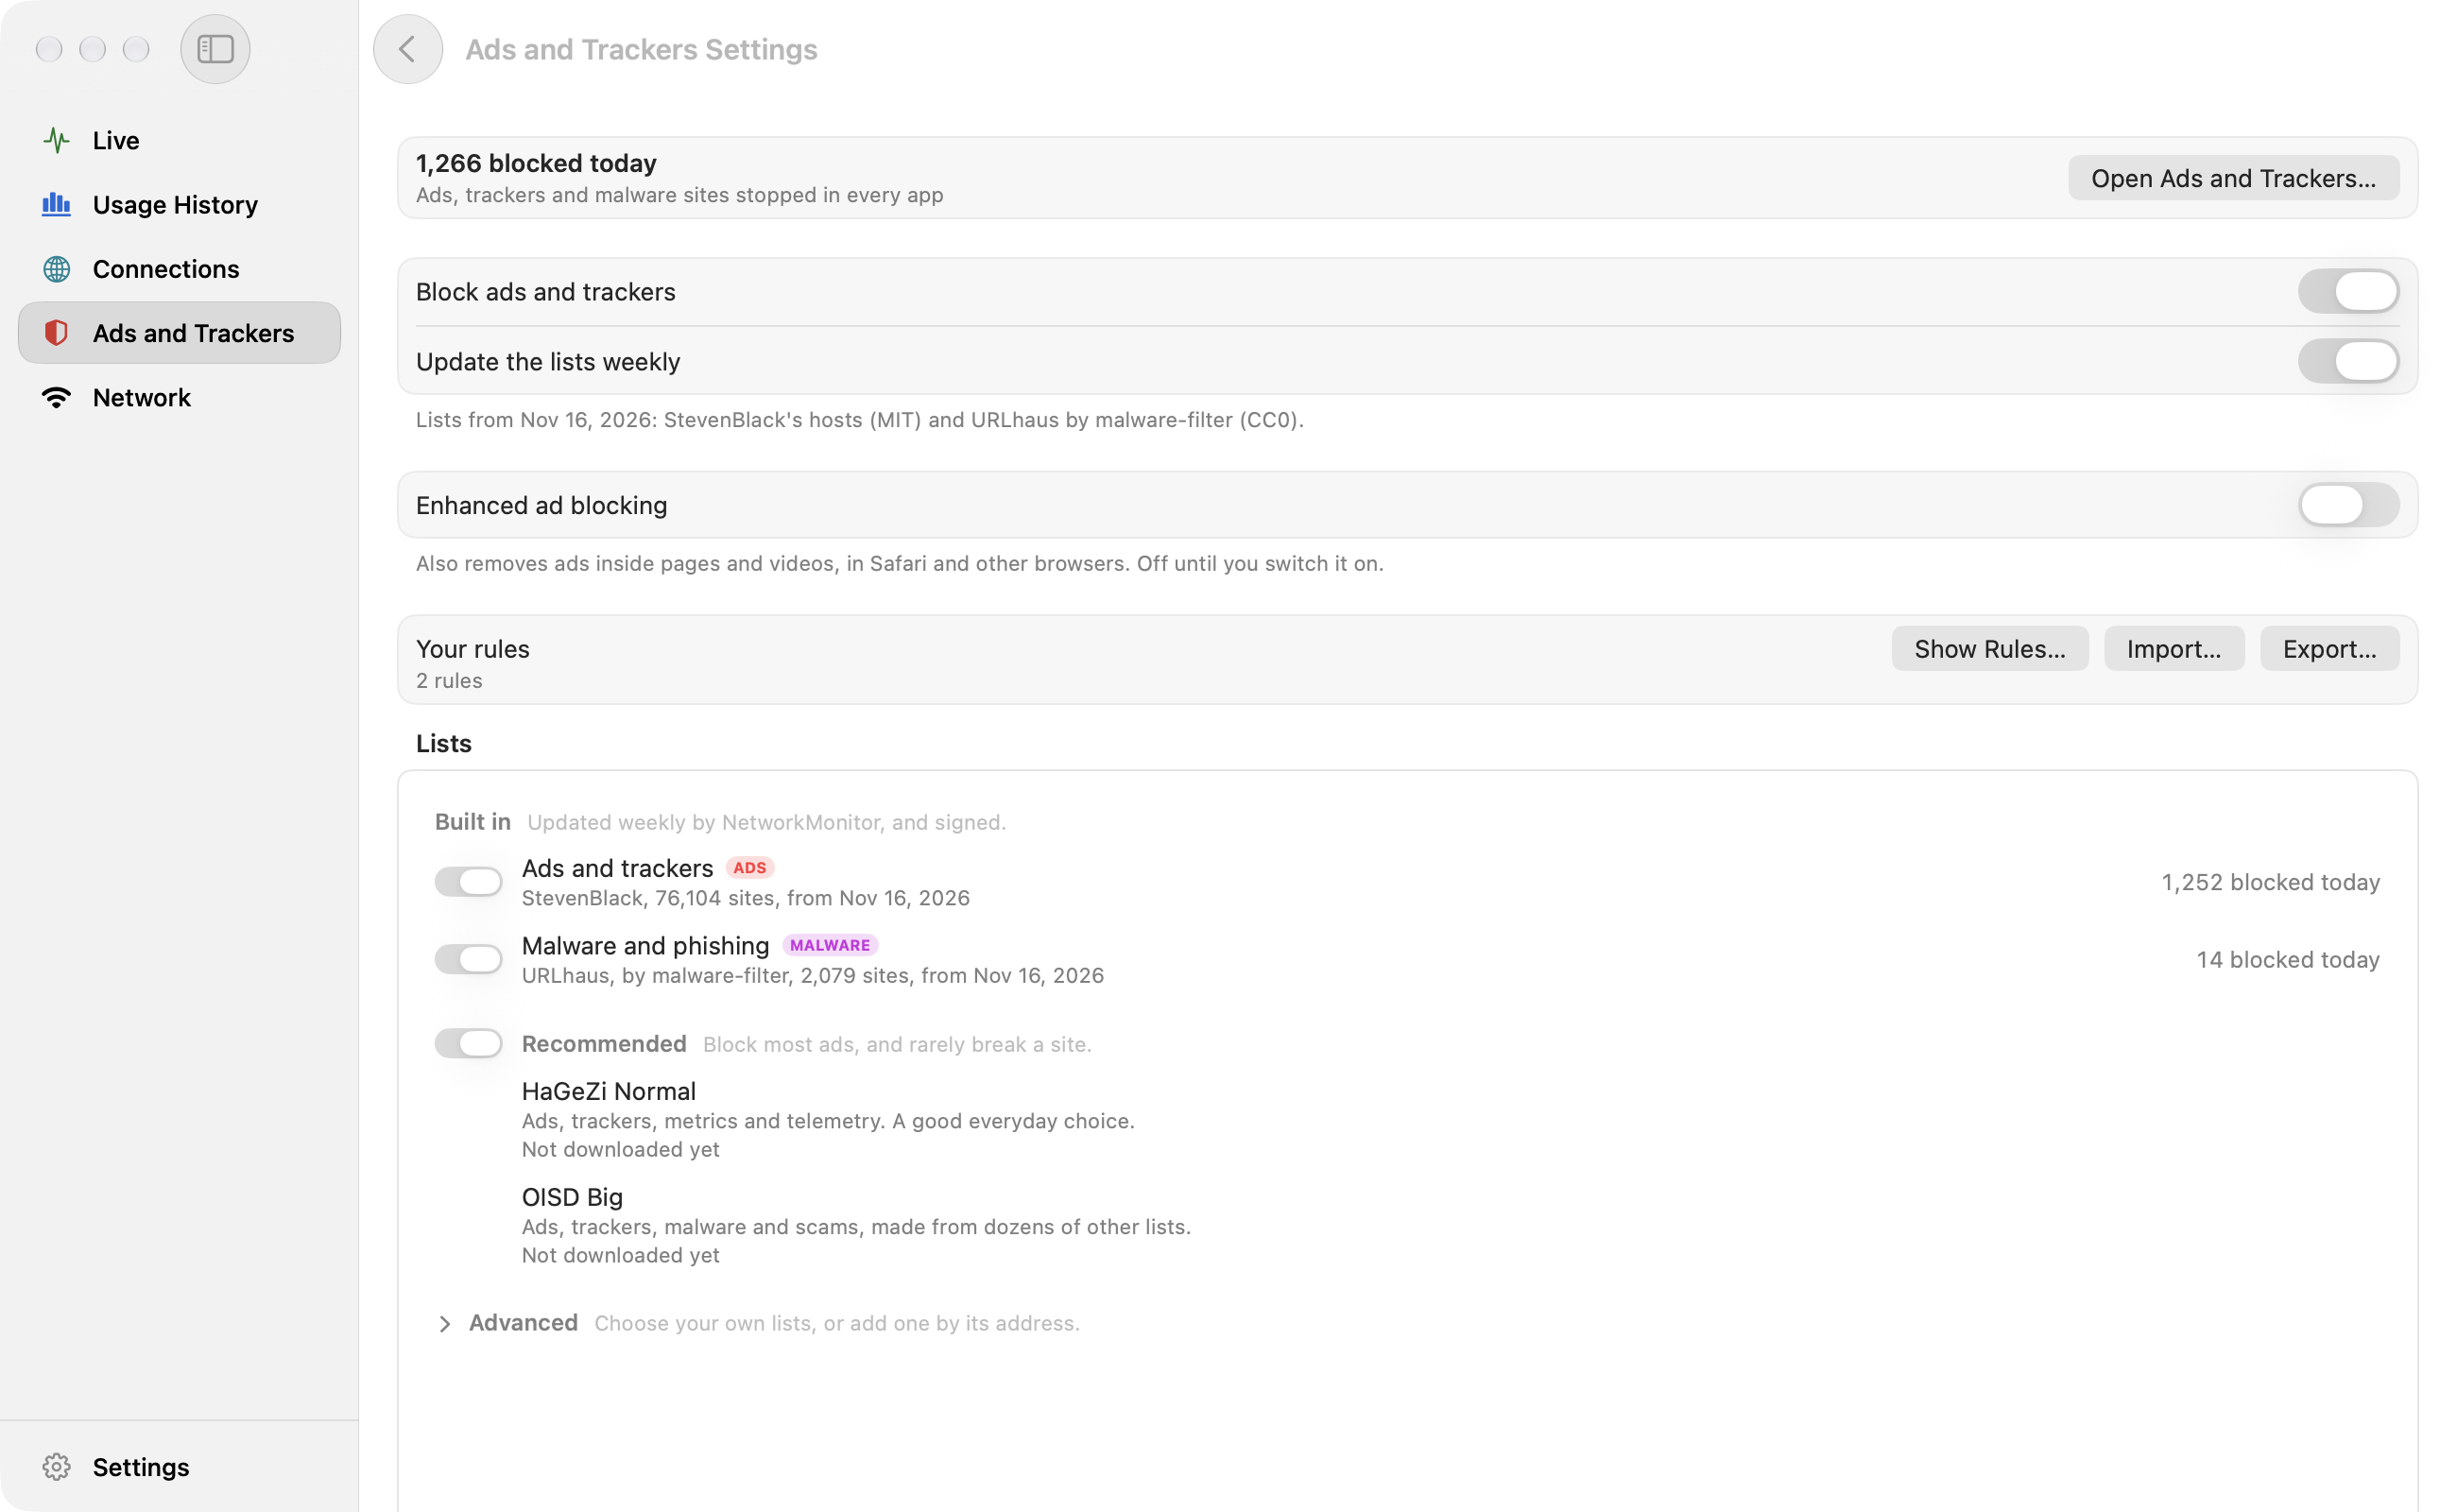 Ads and Trackers Settings
Live
Usage History
Connections
Ads and Trackers
Network
Settings
1,266 blocked today
Ads, trackers and malware sites stopped in every app
Open Ads and Trackers...
Block ads and trackers
Update the lists weekly
Lists from Nov 16, 2026: StevenBlack's hosts (MIT) and URLhaus by malware-filter (CC0).
Enhanced ad blocking
Also removes ads inside pages and videos, in Safari and other browsers. Off until you switch it on.
Your rules
2 rules
Show Rules... Import... Export...
Lists
Built in Updated weekly by NetworkMonitor, and signed.
Ads and trackers ADS
StevenBlack, 76,104 sites, from Nov 16, 2026
1,252 blocked today
Malware and phishing MALWARE
URLhaus, by malware-filter, 2,079 sites, from Nov 16, 2026
14 blocked today
Recommended Block most ads, and rarely break a site.
HaGeZi Normal
Ads, trackers, metrics and telemetry. A good everyday choice.
Not downloaded yet
OISD Big
Ads, trackers, malware and scams, made from dozens of other lists.
Not downloaded yet
Advanced Choose your own lists, or add one by its address.